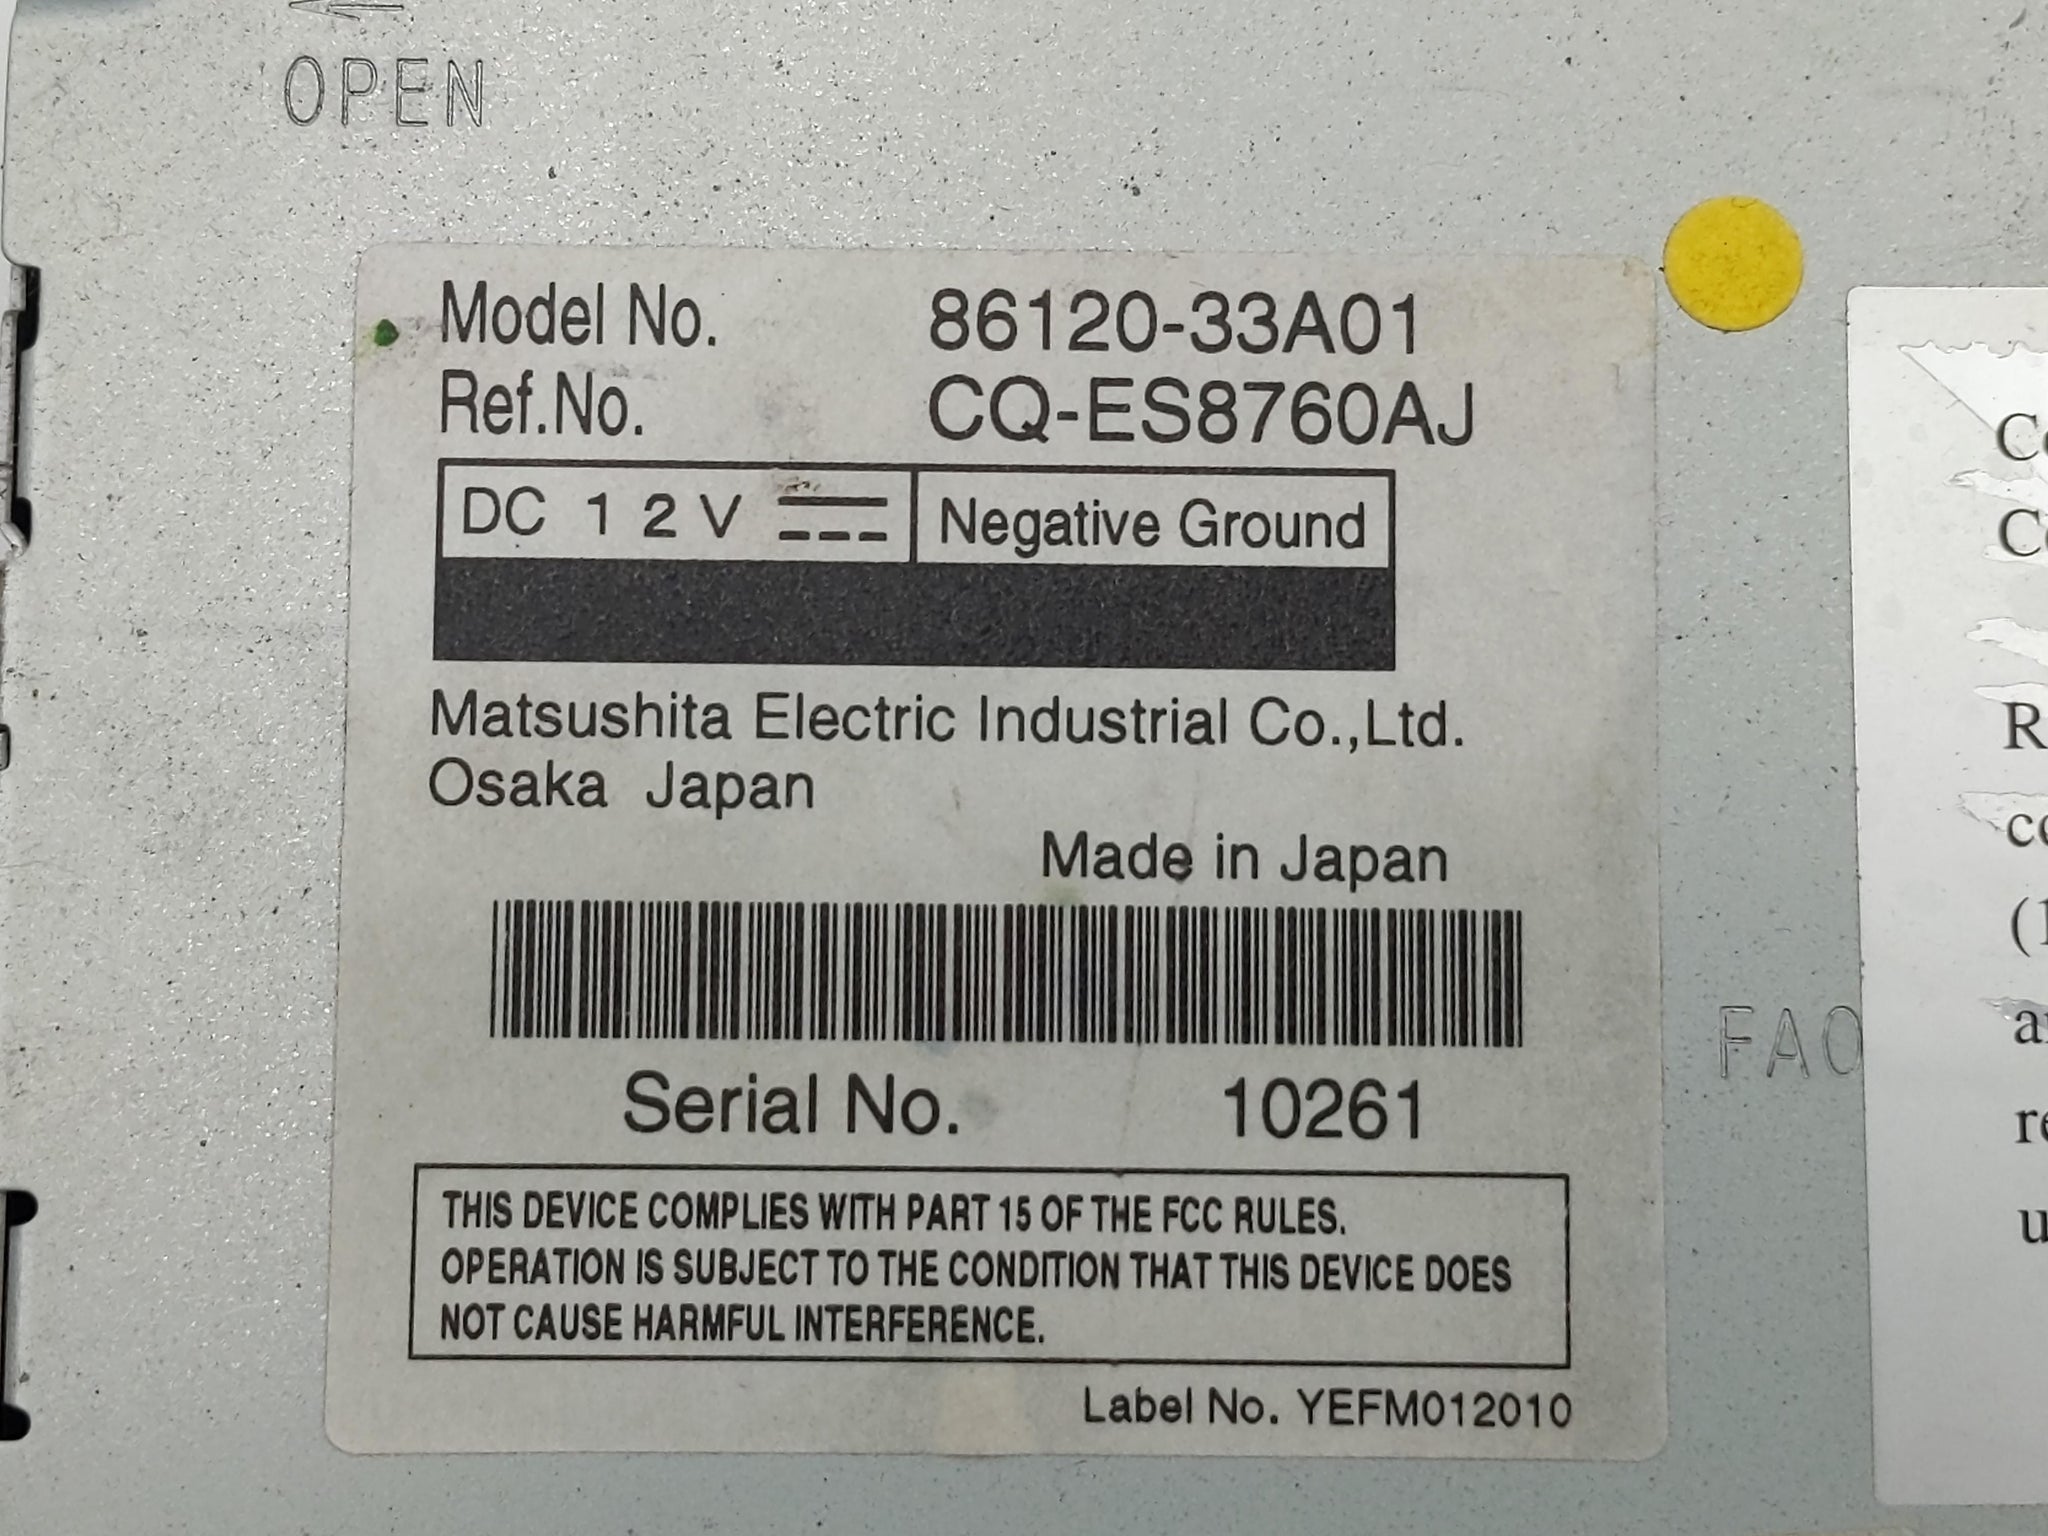 OPEN
Model No. 86120-33A01
Ref.No. CQ-ES8760AJ
DC 12V Negative Ground
Matsushita Electric Industrial Co.,Ltd.
Osaka Japan
Made in Japan
Serial No. 10261
THIS DEVICE COMPLIES WITH PART 15 OF THE FCC RULES.
OPERATION IS SUBJECT TO THE CONDITION THAT THIS DEVICE DOES
NOT CAUSE HARMFUL INTERFERENCE.
Label No. YEFM012010